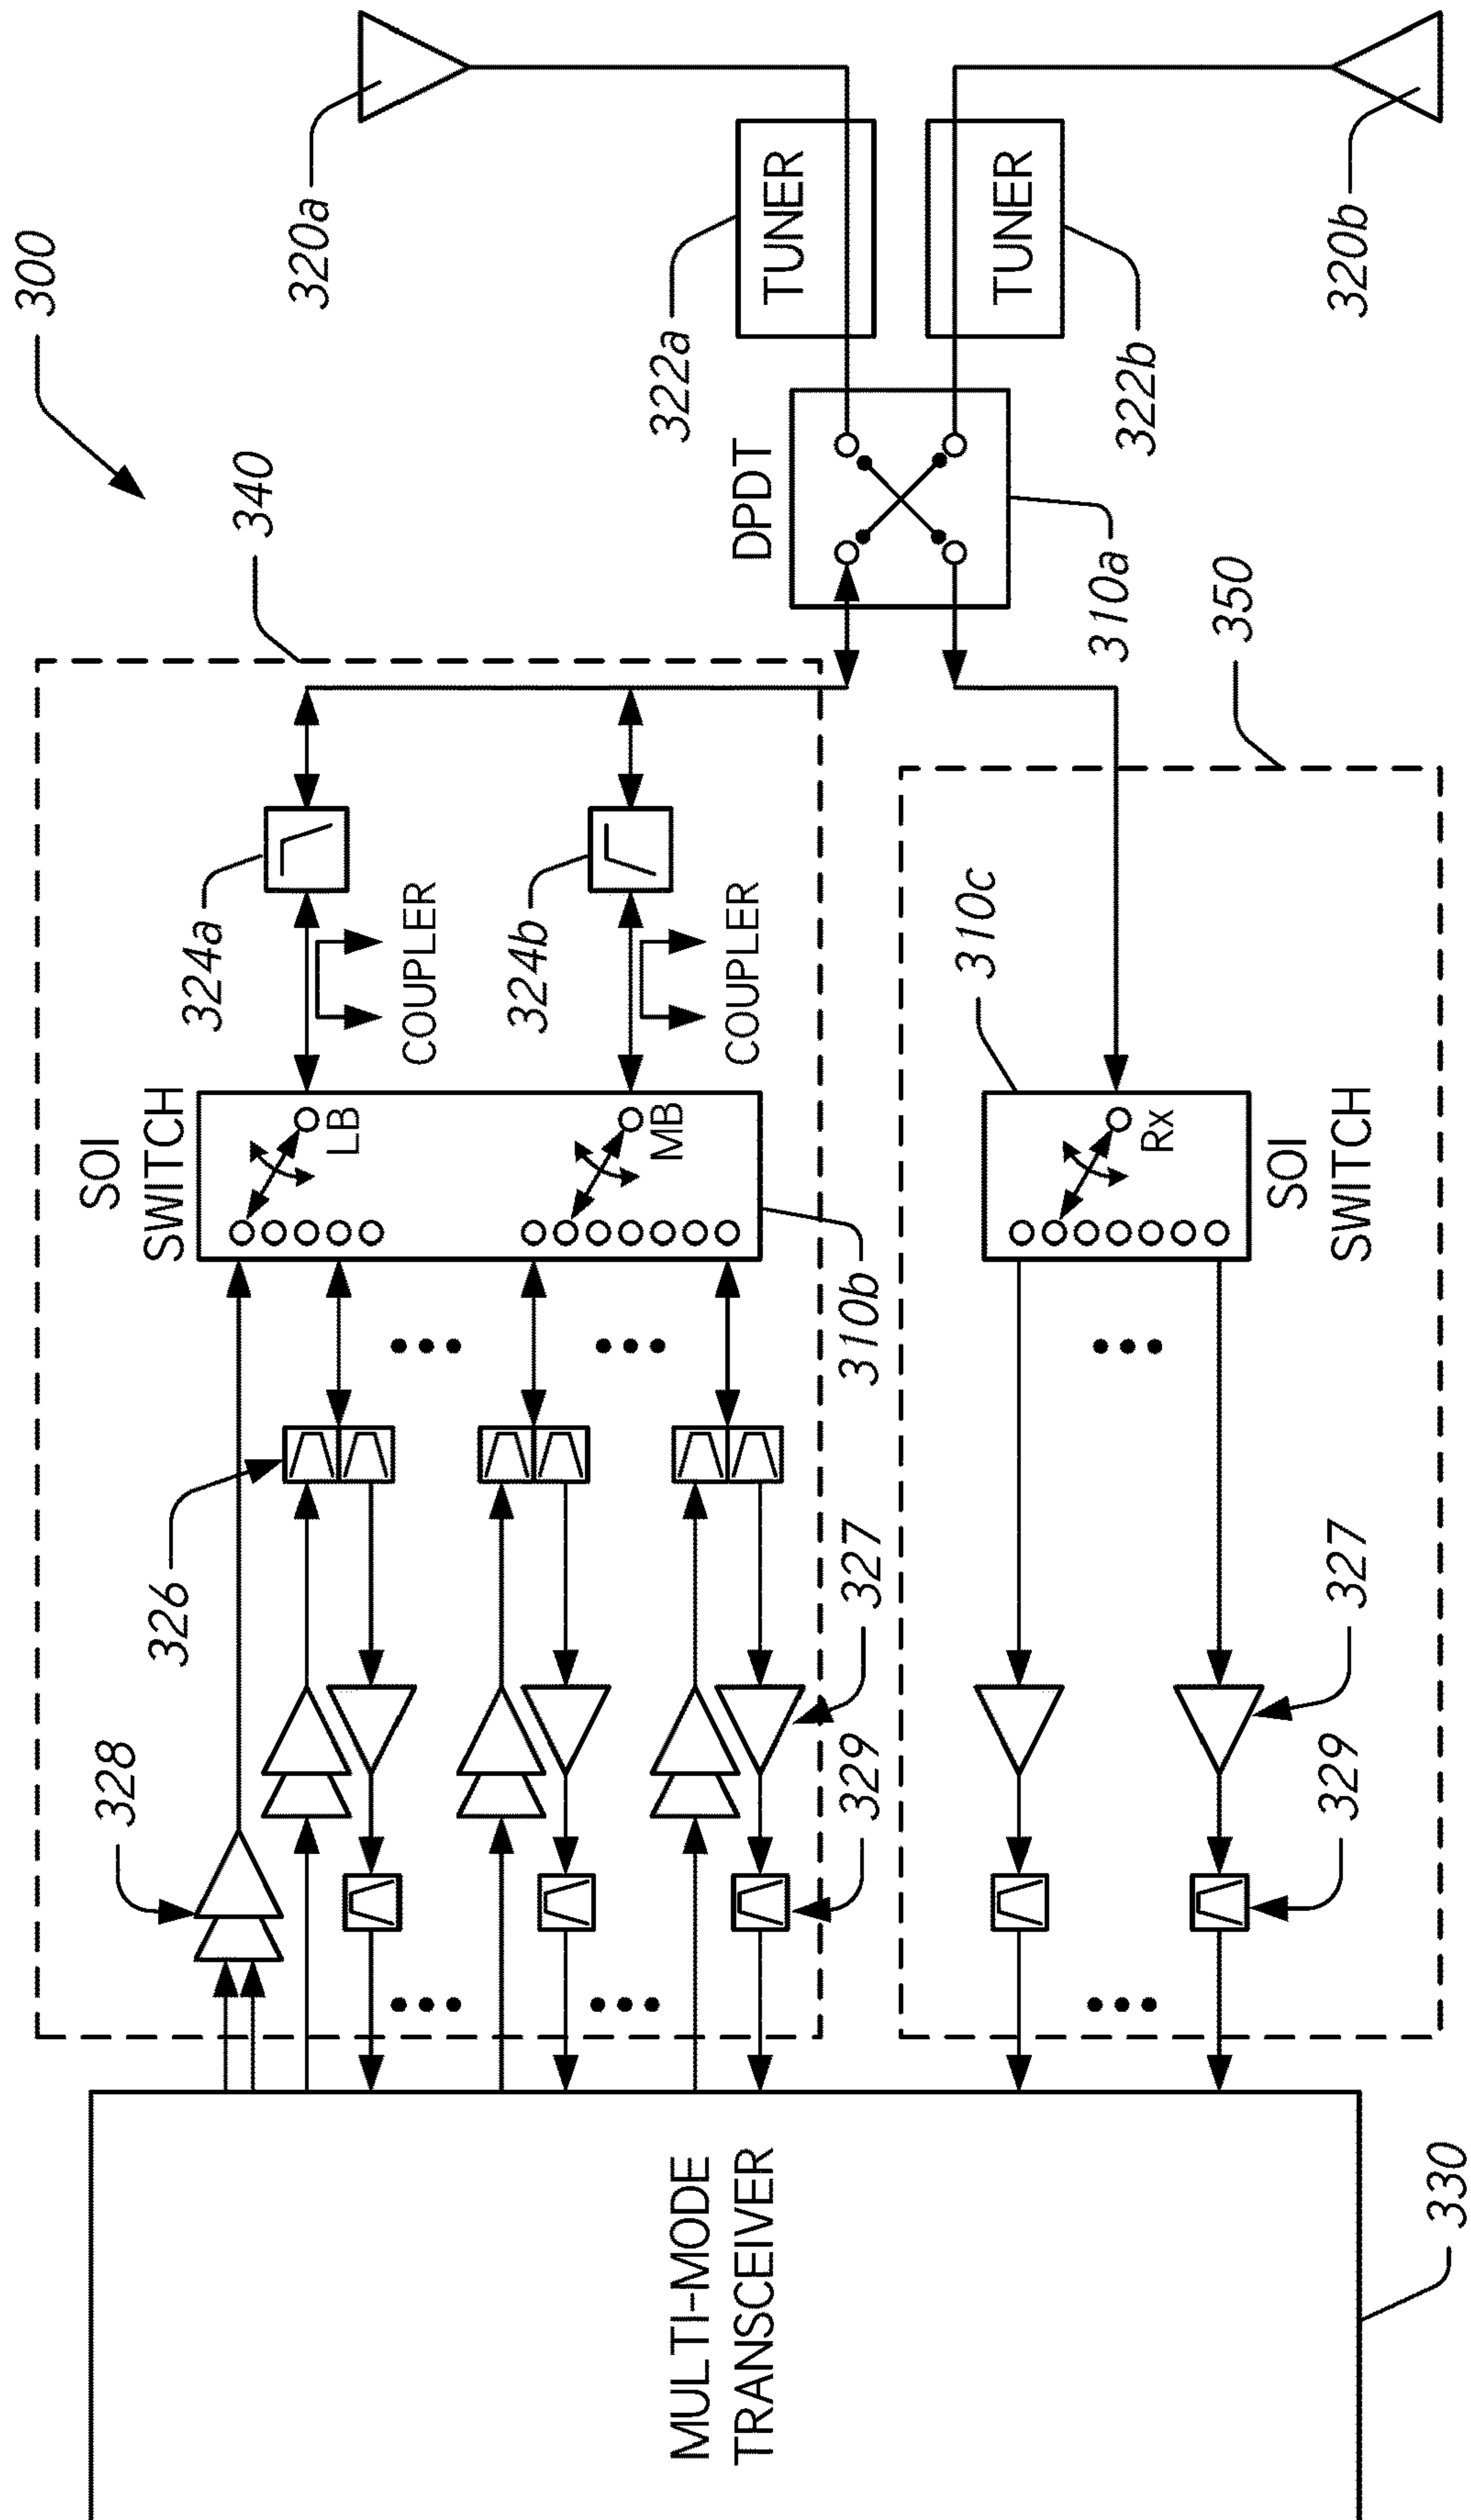 300
320a
320b
TUNER
322a
TUNER
322b
DPDT
310a
340
350
324a
COUPLER
324b
COUPLER
SOI
SWITCH
LB
MB
310b
310c
Rx
SOI
SWITCH
326
328
327
329
327
329
MULTI-MODE
TRANSCEIVER
330